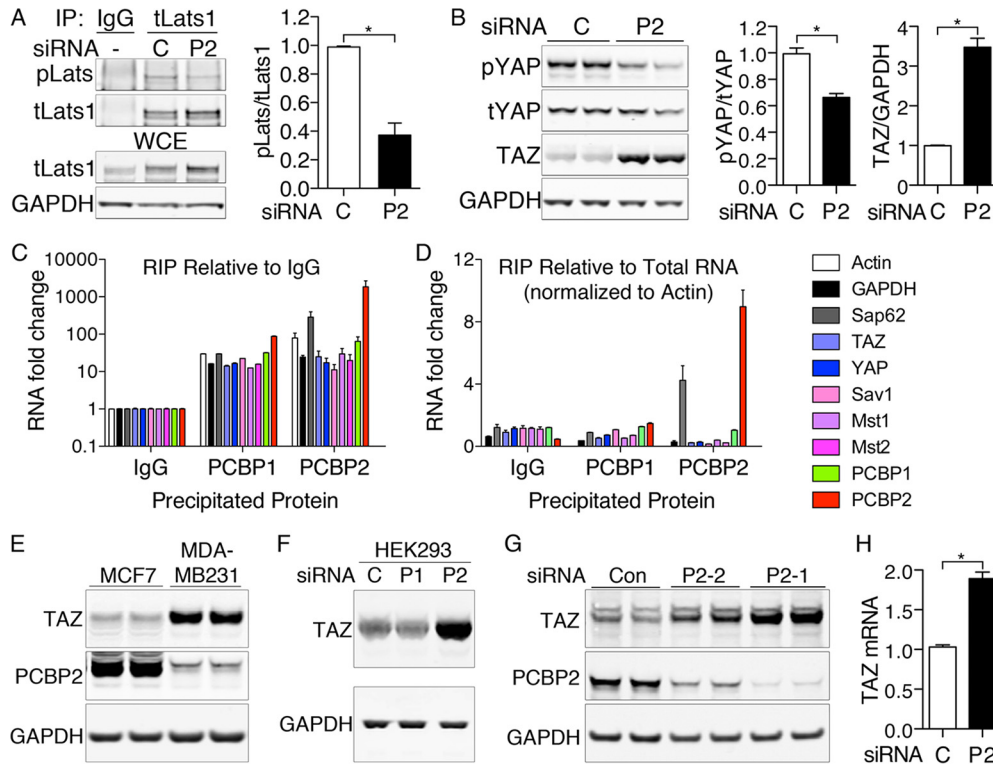 A
IP: IgG tLats1
siRNA - C P2
pLats
tLats1
WCE
tLats1
GAPDH
pLats/tLats1
1.2
1.0
0.8
0.6
0.4
0.2
0.0
*
siRNA C P2
B
siRNA C P2
pYAP
tYAP
TAZ
GAPDH
pYAP/tYAP
1.2
1.0
0.8
0.6
0.4
0.2
0.0
*
siRNA C P2
TAZ/GAPDH
4
3
2
1
0
*
siRNA C P2
C
RIP Relative to IgG
RNA fold change
10000
1000
100
10
1
0.1
IgG PCBP1 PCBP2
Precipitated Protein
D
RIP Relative to Total RNA
(normalized to Actin)
RNA fold change
12
8
4
0
IgG PCBP1 PCBP2
Precipitated Protein
Actin
GAPDH
Sap62
TAZ
YAP
Sav1
Mst1
Mst2
PCBP1
PCBP2
E
MCF7 MDA-
MB231
TAZ
PCBP2
GAPDH
F
HEK293
siRNA C P1 P2
TAZ
GAPDH
G
siRNA Con P2-2 P2-1
TAZ
PCBP2
GAPDH
H
TAZ mRNA
2.0
1.5
1.0
0.5
0.0
*
siRNA C P2